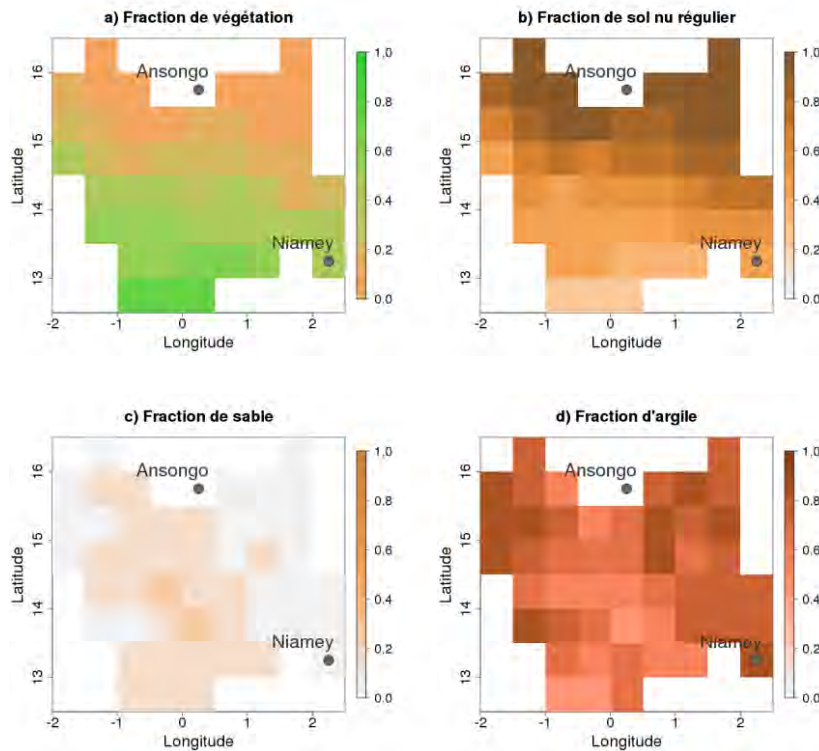 a) Fraction de végétation
b) Fraction de sol nu régulier
Latitude
16
15
14
13
Ansongo
Niamey
-2 -1 0 1 2
Longitude
1,0
0.8
0.6
0.4
0.2
0.0
Latitude
16
15
14
13
Ansongo
Niamey
-2 -1 0 1 2
Longitude
1,0
0.8
0.6
0.4
0.2
0.0
c) Fraction de sable
d) Fraction d'argile
Latitude
16
15
14
13
Ansongo
Niamey
-2 -1 0 1 2
Longitude
1,0
0.8
0.6
0.4
0.2
0.0
Latitude
16
15
14
13
Ansongo
Niamey
-2 -1 0 1 2
Longitude
1,0
0.8
0.6
0.4
0.2
0.0